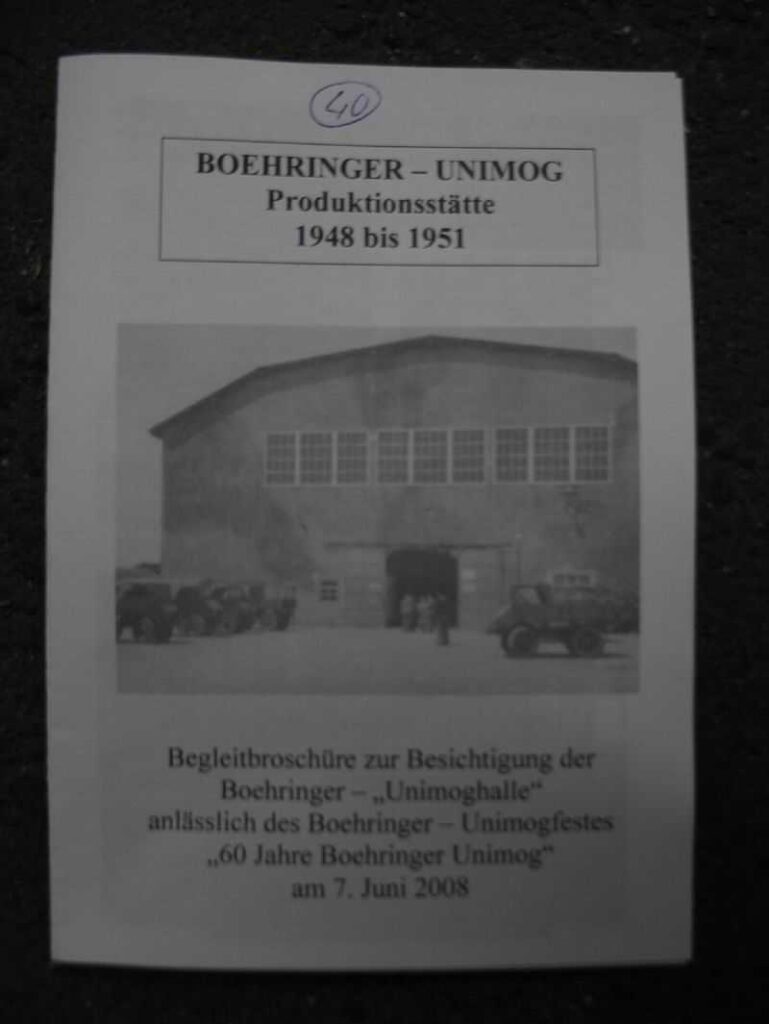 40
BOEHRINGER – UNIMOG
Produktionsstätte
1948 bis 1951
Begleitbroschüre zur Besichtigung der
Boehringer – „Unimoghalle“
anlässlich des Boehringer – Unimogfestes
„60 Jahre Boehringer Unimog“
am 7. Juni 2008